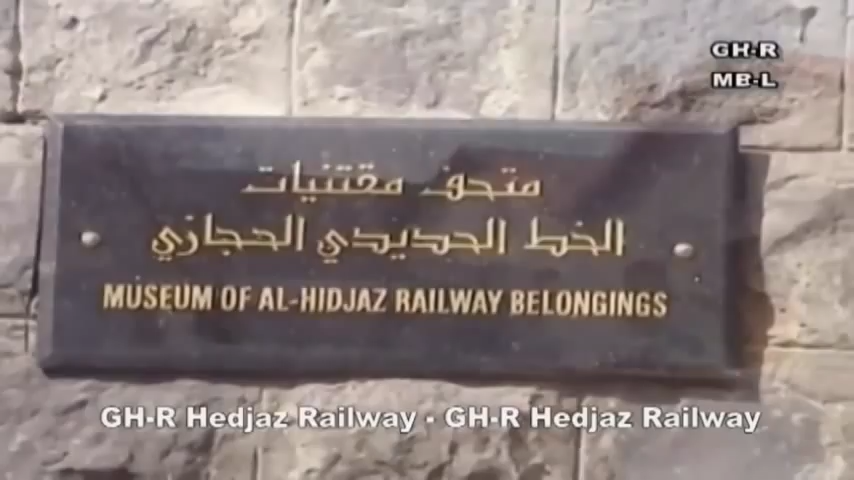 GH-R
MB-L
متحف مقتنيات
الخط الحديدي الحجازي
MUSEUM OF AL-HIDJAZ RAILWAY BELONGINGS
GH-R Hedjaz Railway - GH-R Hedjaz Railway